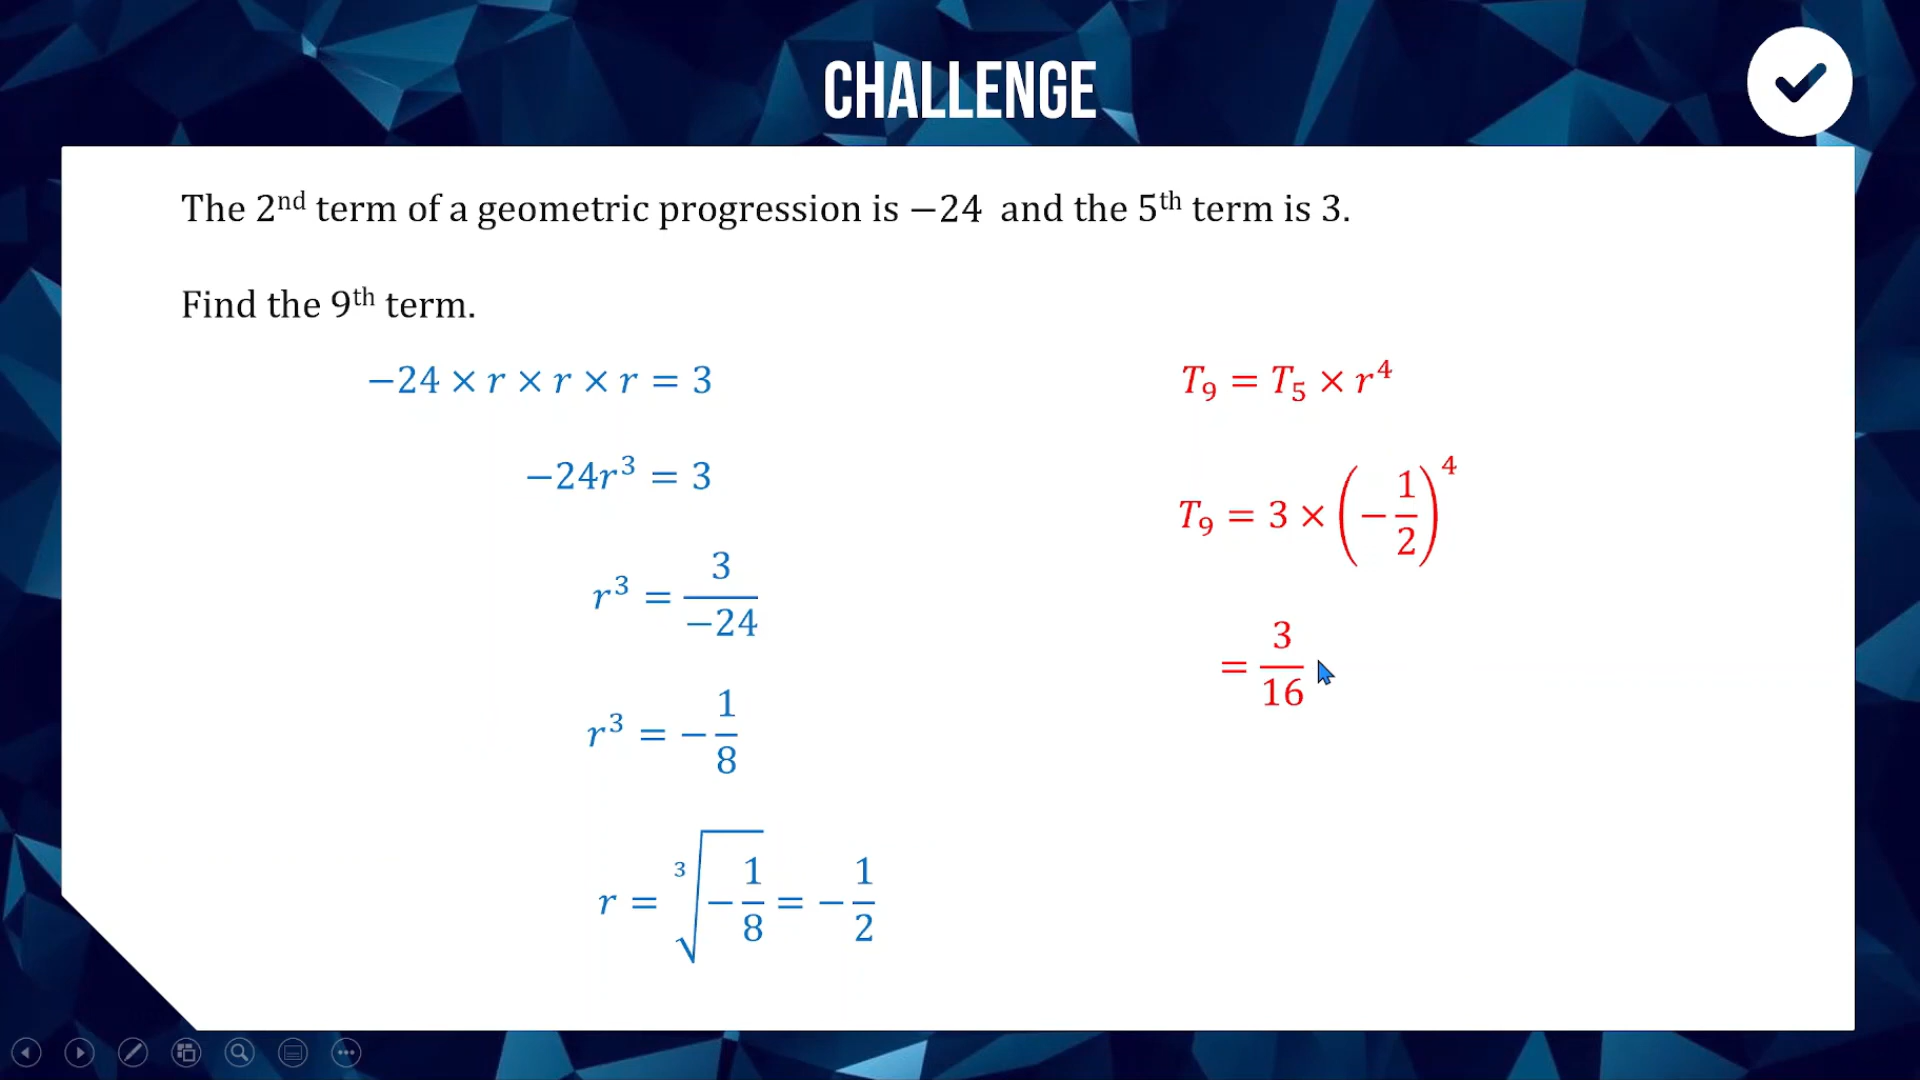 CHALLENGE
The 2ⁿᵈ term of a geometric progression is −24 and the 5ᵗʰ term is 3.
Find the 9ᵗʰ term.
−24 × r × r × r = 3
−24r³ = 3
r³ = 3/−24
r³ = −1/8
r = ∛(−1/8) = −1/2
T₉ = T₅ × r⁴
T₉ = 3 × (−1/2)⁴
= 3/16